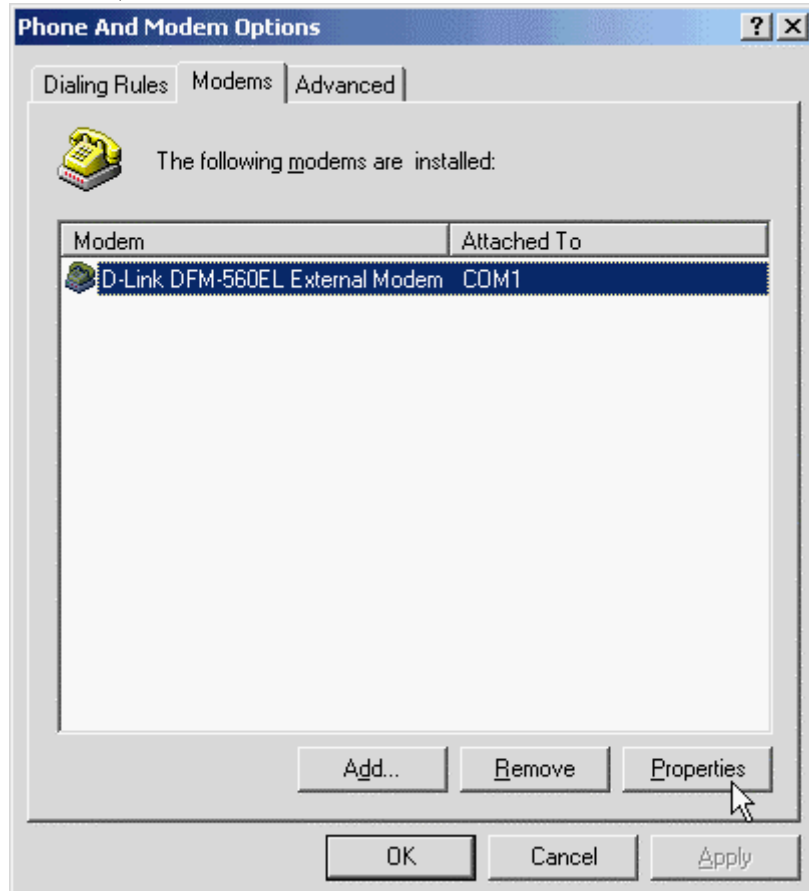 Phone And Modem Options
Dialing Rules Modems Advanced
The following modems are installed:
Modem Attached To
D-Link DFM-560EL External Modem COM1
Add... Remove Properties
OK Cancel Apply